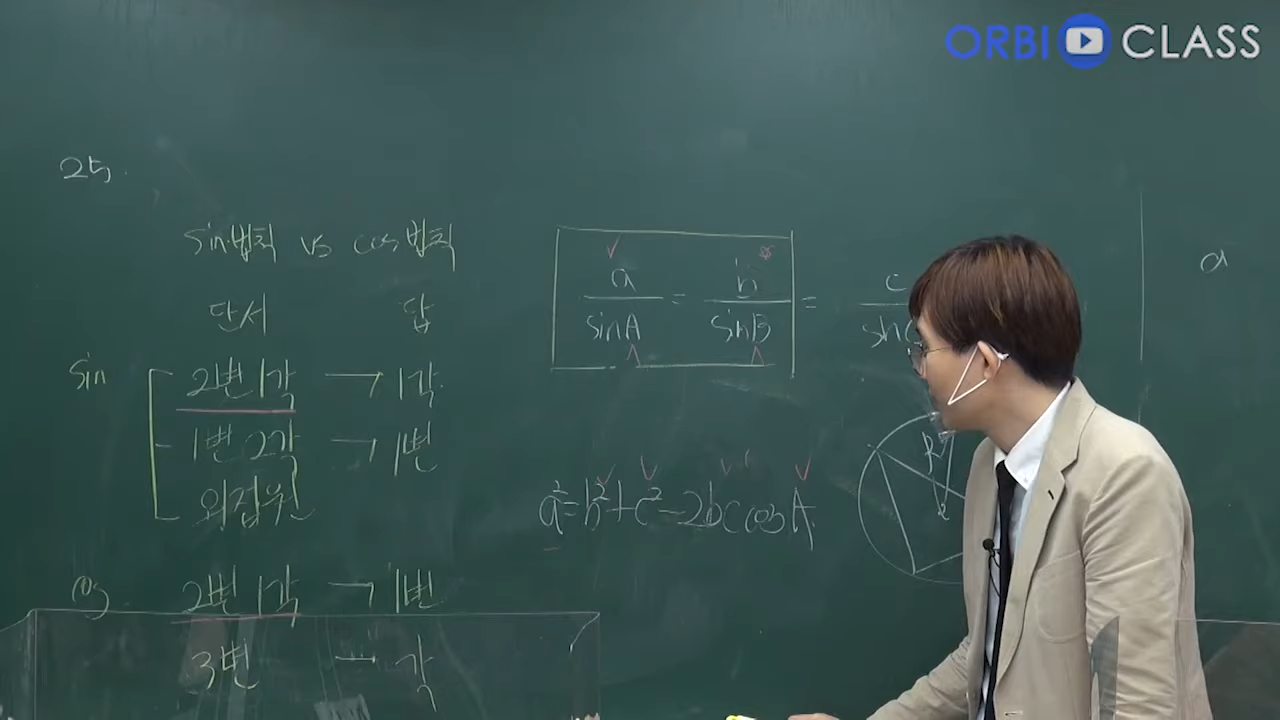 ORBI CLASS
25.
sin법칙 vs cos법칙
단서 답
sin 2변 1각 → 1각
1변 2각 → 1변
외접원
cos 2변 1각 → 1변
3변 → 각
a/sinA = b/sinB = c/sin
a²=b²+c²-2bc cosA
R
a